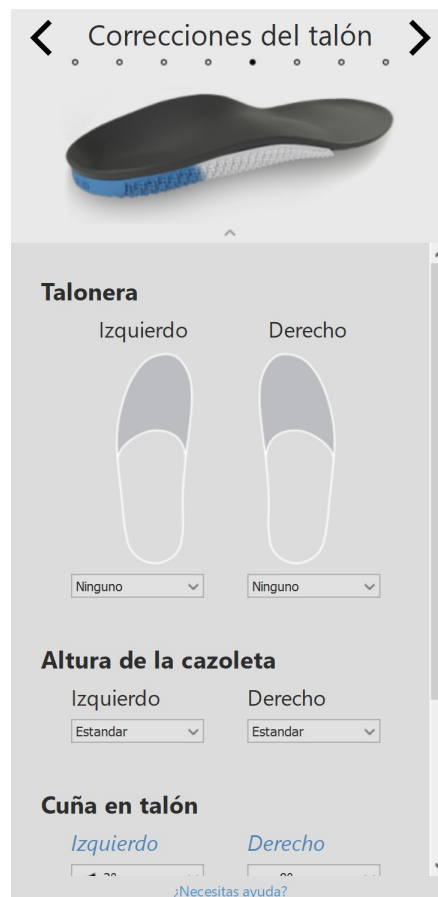 Correcciones del talón
Talonera
Izquierdo Derecho
Ninguno Ninguno
Altura de la cazoleta
Izquierdo Derecho
Estandar Estandar
Cuña en talón
Izquierdo Derecho
¿Necesitas ayuda?